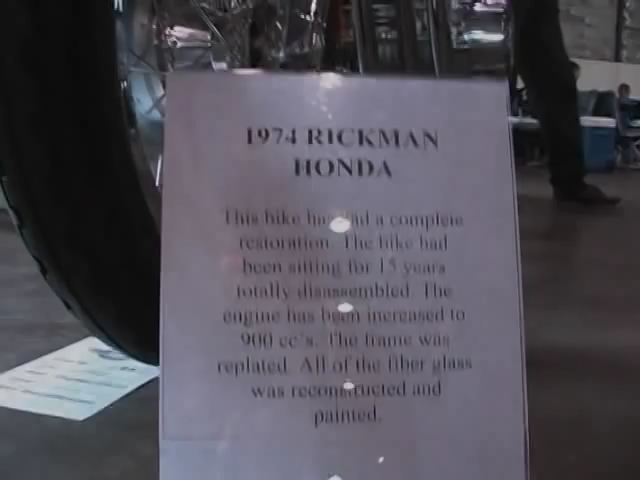 1974 RICKMAN
HONDA
This bike has had a complete
restoration. The bike had
been sitting for 15 years
totally disassembled. The
engine has been increased to
900 cc's. The frame was
replated. All of the fiber glass
was reconstructed and
painted.